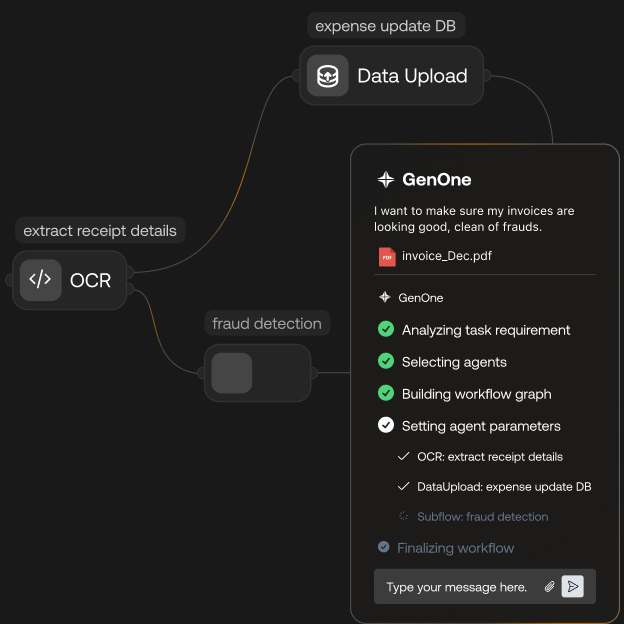 expense update DB
Data Upload
extract receipt details
OCR
fraud detection
GenOne
I want to make sure my invoices are
looking good, clean of frauds.
PDF
invoice_Dec.pdf
GenOne
Analyzing task requirement
Selecting agents
Building workflow graph
Setting agent parameters
OCR: extract receipt details
DataUpload: expense update DB
Subflow: fraud detection
Finalizing workflow
Type your message here.